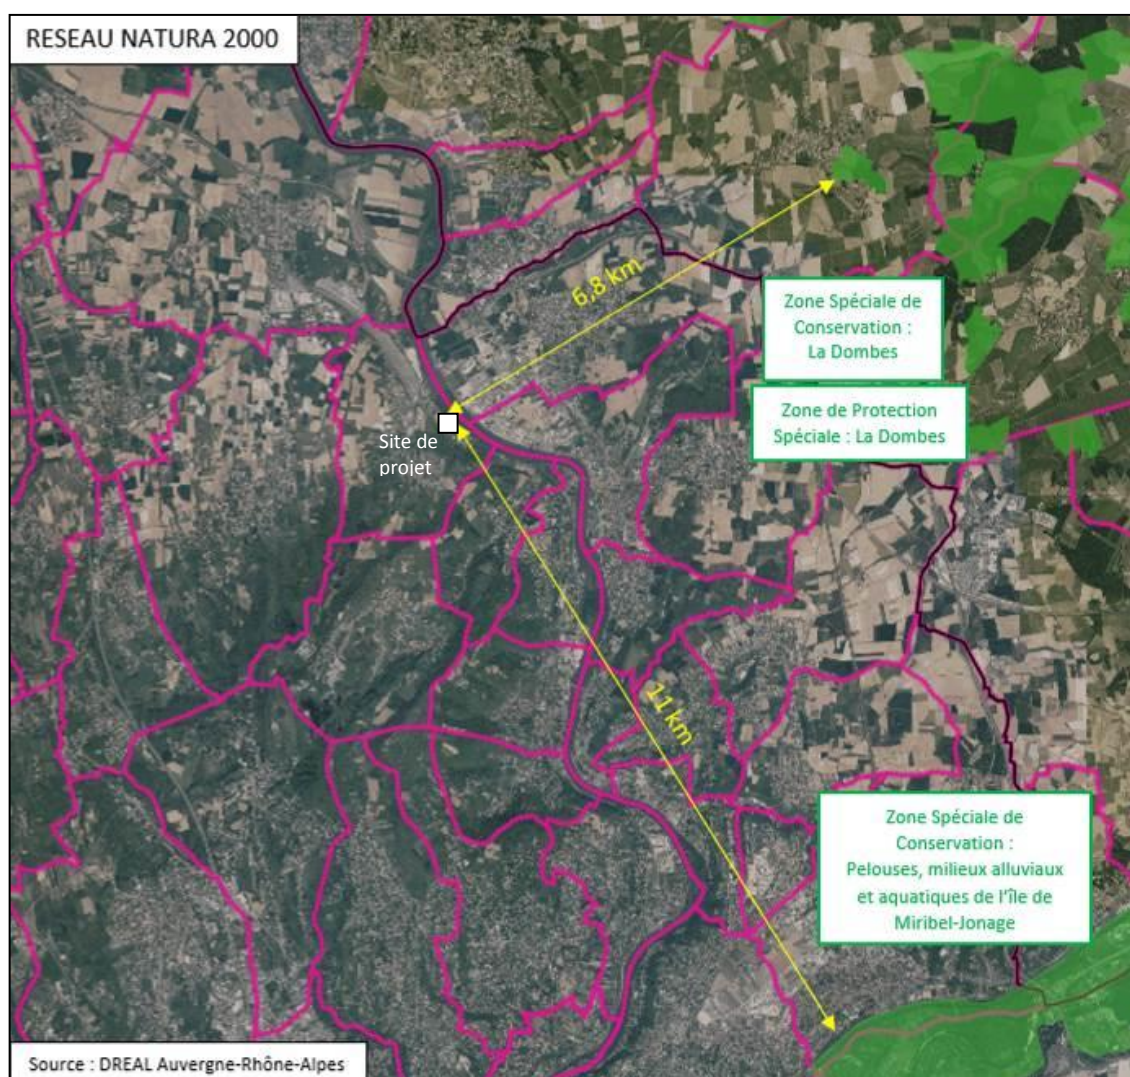 RESEAU NATURA 2000
6,8 km
Zone Spéciale de
Conservation :
La Dombes
Zone de Protection
Spéciale : La Dombes
Site de
projet
11 km
Zone Spéciale de
Conservation :
Pelouses, milieux alluviaux
et aquatiques de l'île de
Miribel-Jonage
Source : DREAL Auvergne-Rhône-Alpes